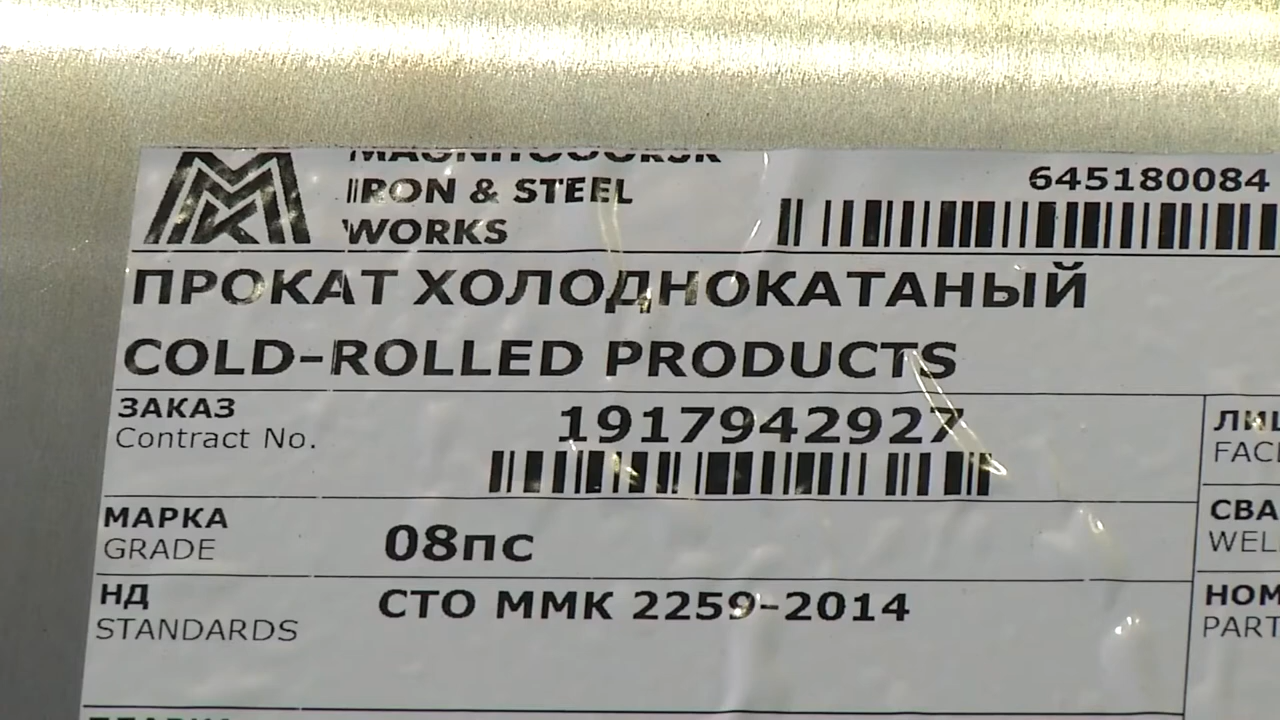 MAGNITOGORSK
IRON & STEEL
WORKS
645180084
ПРОКАТ ХОЛОДНОКАТАНЫЙ
COLD-ROLLED PRODUCTS
ЗАКАЗ
Contract No.
1917942927
МАРКА
GRADE
08пс
НД
STANDARDS
СТО ММК 2259-2014